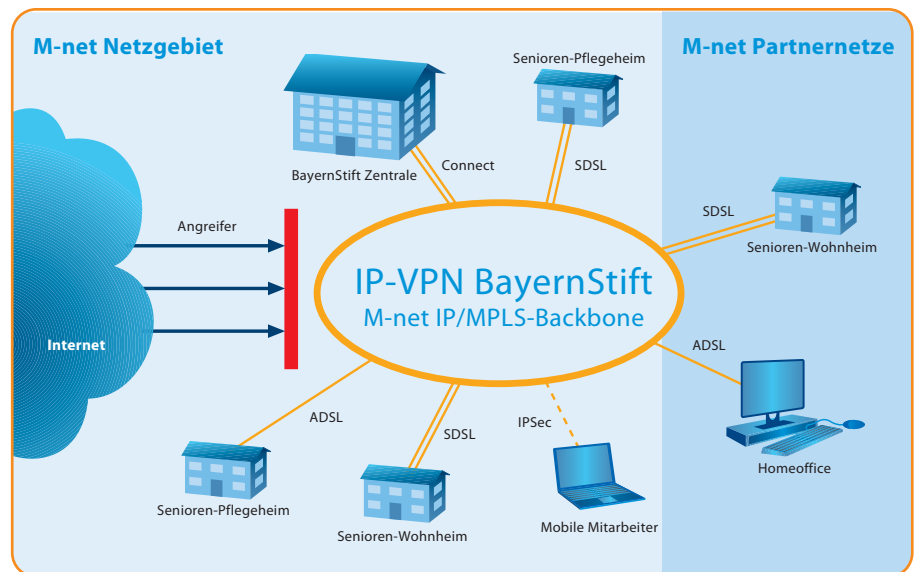 M-net Netzgebiet
M-net Partnernetze
Senioren-Pflegeheim
BayernStift Zentrale
Connect
SDSL
Angreifer
SDSL
Senioren-Wohnheim
IP-VPN BayernStift
M-net IP/MPLS-Backbone
Internet
ADSL
ADSL
SDSL
IPSec
Homeoffice
Senioren-Pflegeheim
Senioren-Wohnheim
Mobile Mitarbeiter